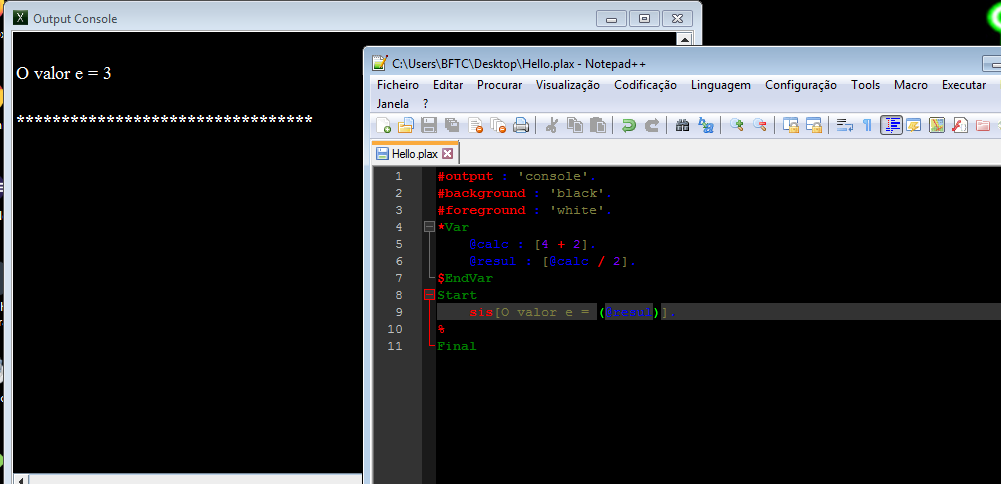 Output Console
O valor e = 3
*********************************
C:\Users\BFTC\Desktop\Hello.plax - Notepad++
Ficheiro Editar Procurar Visualização Codificação Linguagem Configuração Tools Macro Executar
Janela ?
Hello.plax
1 #output : 'console'.
2 #background : 'black'.
3 #foreground : 'white'.
4 *Var
5 @calc : [4 + 2].
6 @resul : [@calc / 2].
7 $EndVar
8 Start
9 sis[O valor e = (@resul)].
10 %
11 Final